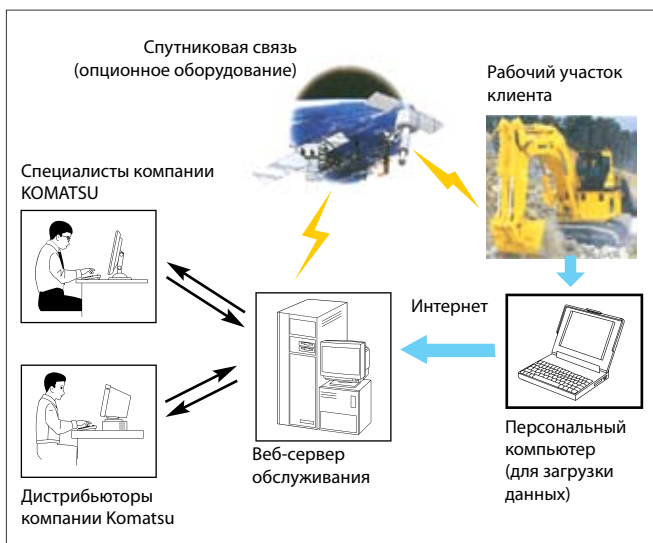 Спутниковая связь
(опционное оборудование)
Рабочий участок
клиента
Специалисты компании
KOMATSU
Интернет
Веб-сервер
обслуживания
Персональный
компьютер
(для загрузки
данных)
Дистрибьюторы
компании Komatsu